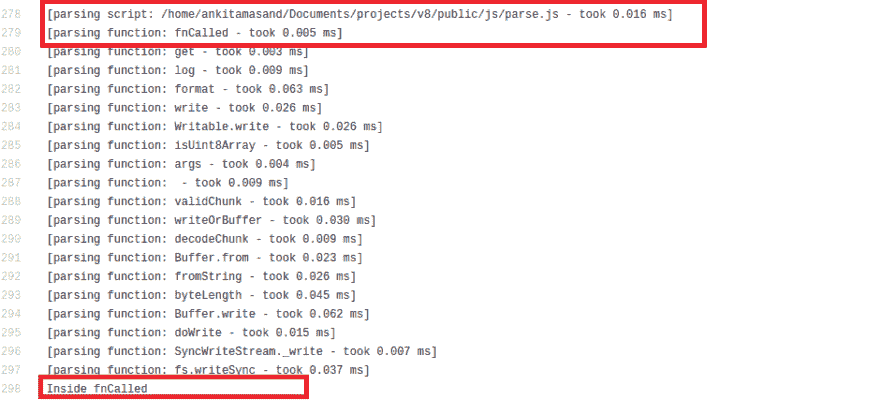 278 [parsing script: /home/ankitamasand/Documents/projects/v8/public/js/parse.js - took 0.016 ms]
279 [parsing function: fnCalled - took 0.005 ms]
280 [parsing function: get - took 0.003 ms]
281 [parsing function: log - took 0.009 ms]
282 [parsing function: format - took 0.063 ms]
283 [parsing function: write - took 0.026 ms]
284 [parsing function: Writable.write - took 0.026 ms]
285 [parsing function: isUint8Array - took 0.005 ms]
286 [parsing function: args - took 0.004 ms]
287 [parsing function:  - took 0.009 ms]
288 [parsing function: validChunk - took 0.016 ms]
289 [parsing function: writeOrBuffer - took 0.030 ms]
290 [parsing function: decodeChunk - took 0.009 ms]
291 [parsing function: Buffer.from - took 0.023 ms]
292 [parsing function: fromString - took 0.026 ms]
293 [parsing function: byteLength - took 0.045 ms]
294 [parsing function: Buffer.write - took 0.062 ms]
295 [parsing function: doWrite - took 0.015 ms]
296 [parsing function: SyncWriteStream._write - took 0.007 ms]
297 [parsing function: fs.writeSync - took 0.037 ms]
298 Inside fnCalled